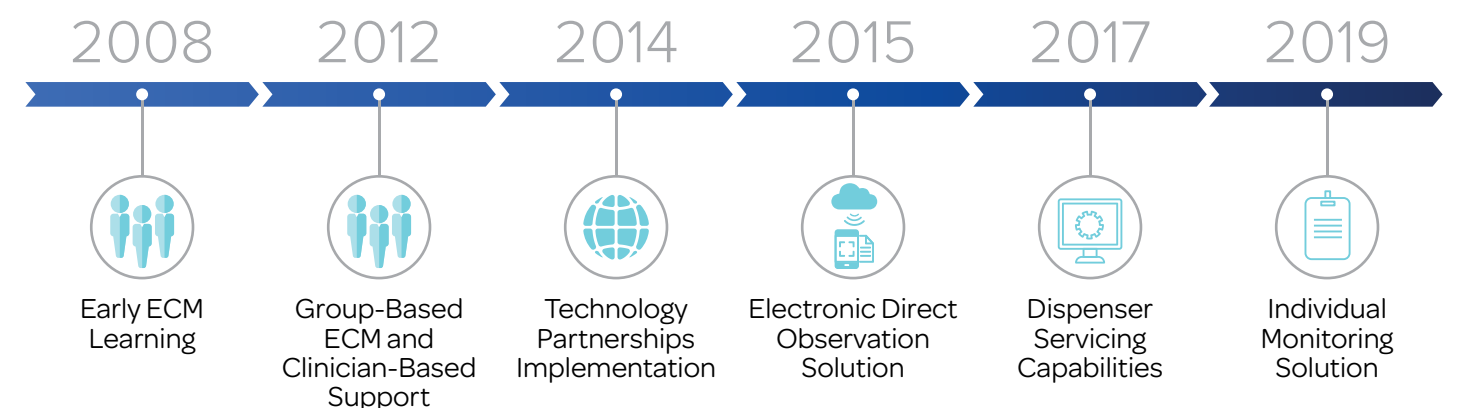 2008
2012
2014
2015
2017
2019
Early ECM
Learning
Group-Based
ECM and
Clinician-Based
Support
Technology
Partnerships
Implementation
Electronic Direct
Observation
Solution
Dispenser
Servicing
Capabilities
Individual
Monitoring
Solution